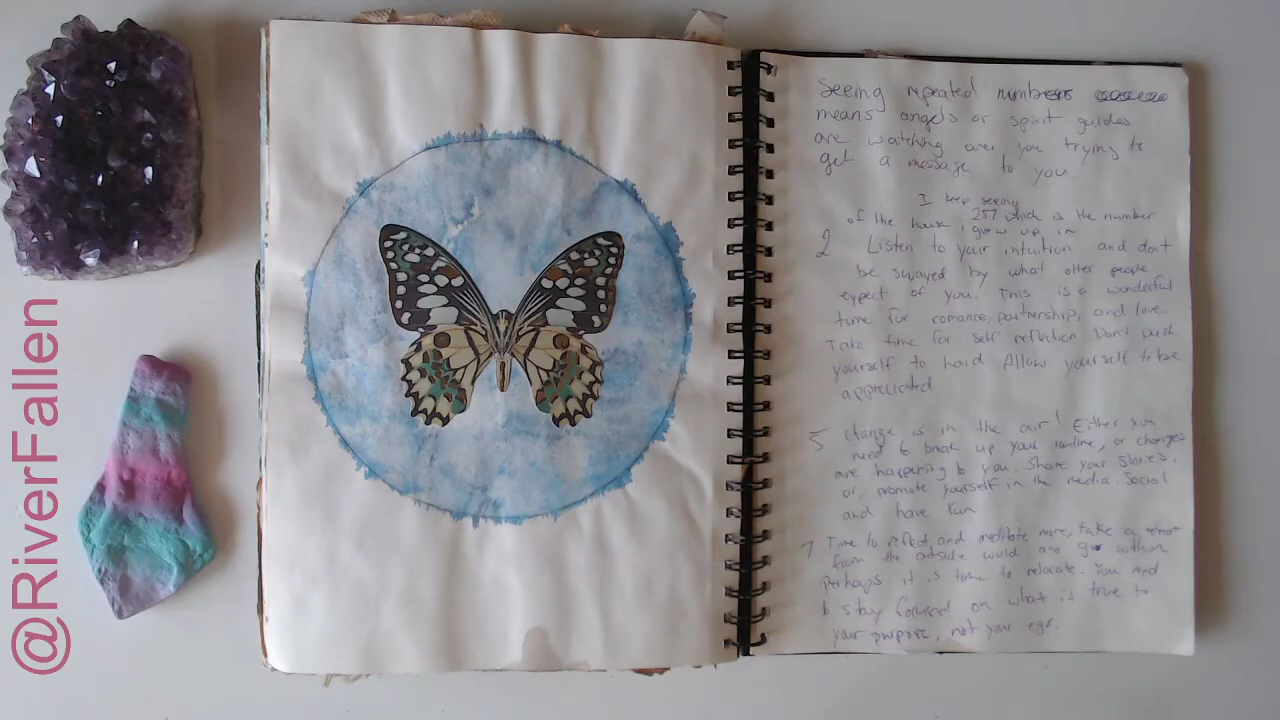 @RiverFallen
Seeing repeated numbers
means angels or spirit guides
are watching over you trying to
get a message to you
I keep seeing
257 which is the number
of the house I grew up in
2 Listen to your intuition and don't
be swayed by what other people
expect of you. This is a wonderful
time for romance, partnership, and love.
Take time for self reflection Don't push
yourself to hard Allow yourself to be
appreciated
5 Change is in the air! Either you
need to break up your routine, or changes
are happening to you. Share your stories,
or, promote yourself in the media. Social
and have fun
7 Time to reflect and meditate more, take a
from the outside world and go within
Perhaps it is time to relocate. You need
to stay focused on what is true to
your purpose, not your ego.